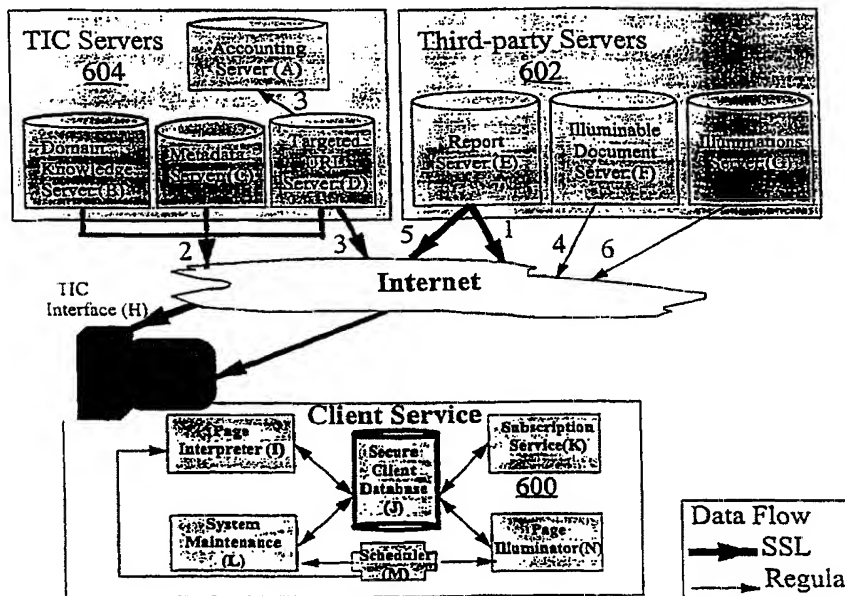 TIC Servers
604
Accounting
Server (A)
3
Domain
Knowledge
Server (B)
Metadata
Server (C)
Targeted
URL
Server (D)
Third-party Servers
602
Report
Server (E)
Illuminable
Document
Server (F)
Illuminations
Server (G)
2
3
5
1
4
6
Internet
TIC
Interface (H)
Client Service
Page
Interpreter (I)
Secure
Client
Database
(J)
Subscription
Service (K)
600
System
Maintenance
(L)
Scheduler
(M)
Page
Illuminator (N)
Data Flow
SSL
Regula